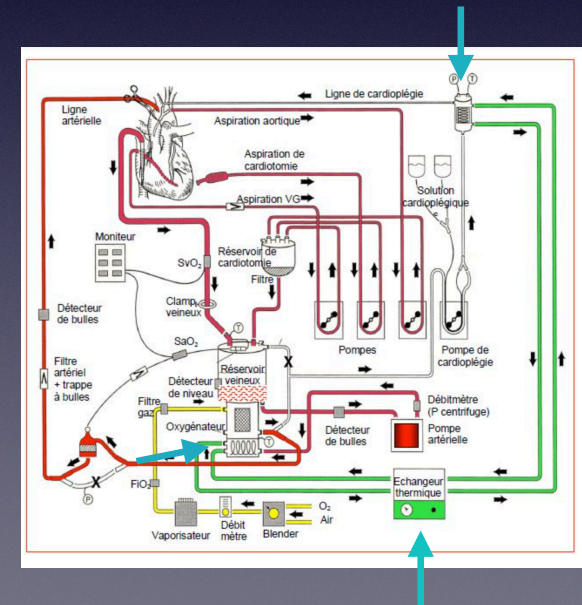 P T
Ligne de cardioplégie
Ligne
artérielle
Aspiration aortique
Aspiration de
cardiotomie
Solution
cardioplégique
Aspiration VG
Moniteur
SvO₂
Réservoir de
cardiotomie
Filtre
Clamp
veineux
Détecteur
de bulles
SaO₂
T
Pompes
Pompe de
cardioplégie
Filtre
artériel
+ trappe
à bulles
Réservoir
veineux
Détecteur
de niveau
Filtre
gaz
Débitmètre
(P centrifuge)
Oxygénateur
Détecteur
de bulles
Pompe
artérielle
T
P
FiO₂
Echangeur
thermique
O₂
Air
Vaporisateur
Débit
mètre
Blender